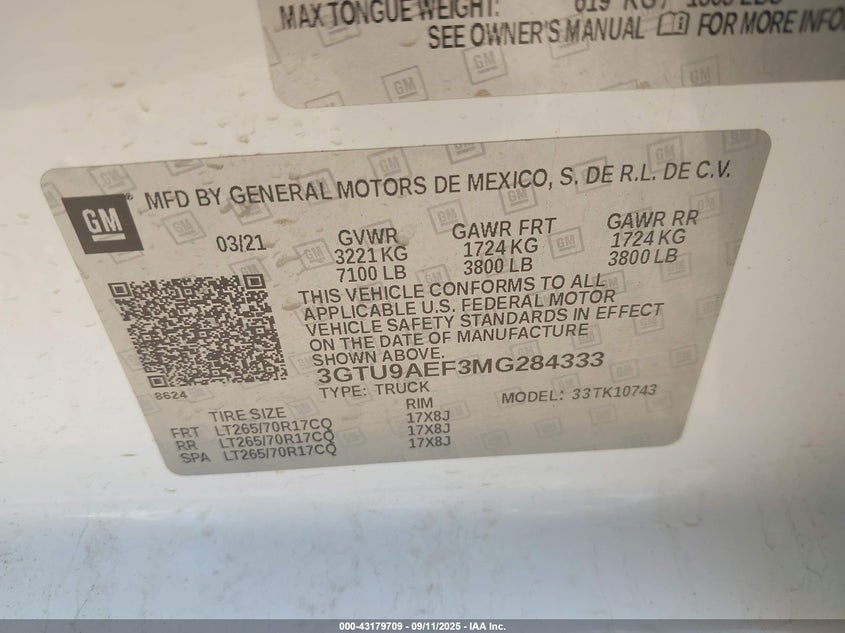 MAX TONGUE WEIGHT: 619 KG / LBS
SEE OWNER'S MANUAL FOR MORE INFO
GM
MFD BY GENERAL MOTORS DE MEXICO, S. DE R.L. DE C.V.
03/21 GVWR GAWR FRT GAWR RR
3221 KG 1724 KG 1724 KG
7100 LB 3800 LB 3800 LB
THIS VEHICLE CONFORMS TO ALL
APPLICABLE U.S. FEDERAL MOTOR
VEHICLE SAFETY STANDARDS IN EFFECT
ON THE DATE OF MANUFACTURE
SHOWN ABOVE.
3GTU9AEF3MG284333
8624 TYPE: TRUCK MODEL: 33TK10743
TIRE SIZE RIM
FRT LT265/70R17CQ 17X8J
RR LT265/70R17CQ 17X8J
SPA LT265/70R17CQ 17X8J
000-43179709 - 09/11/2025 - IAA Inc.